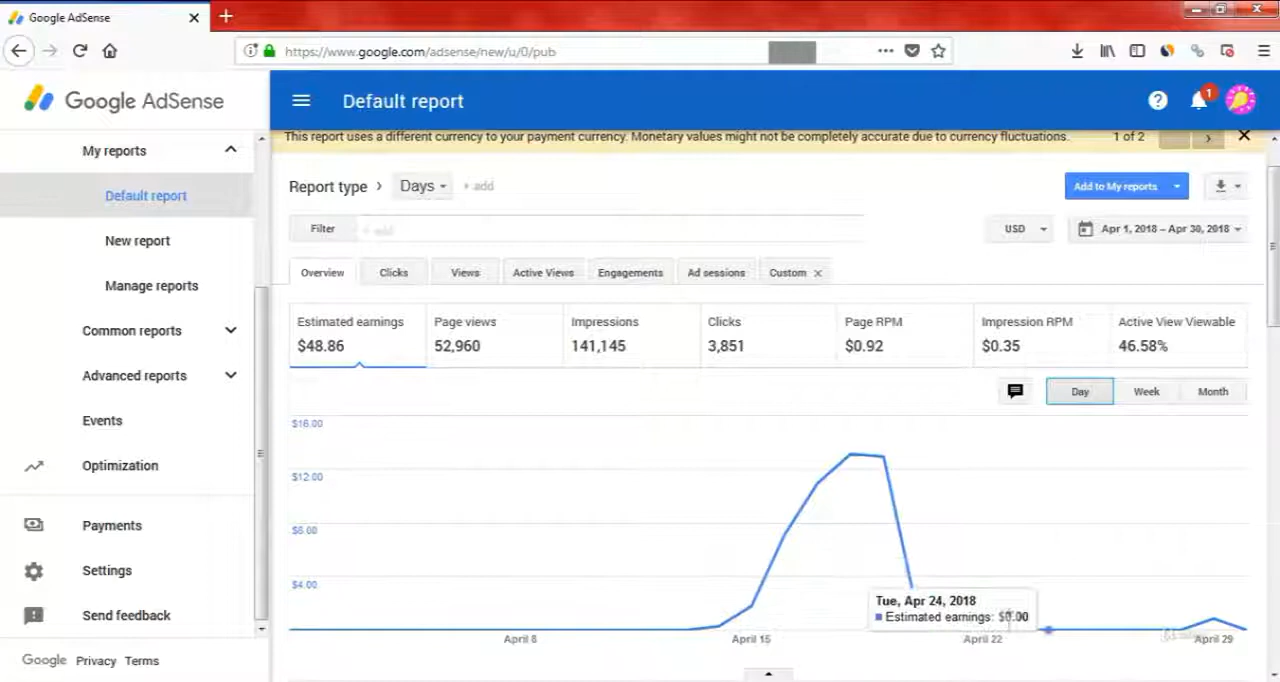 Google AdSense
https://www.google.com/adsense/new/u/0/pub
Google AdSense
Default report
1
My reports
Default report
New report
Manage reports
Common reports
Advanced reports
Events
Optimization
Payments
Settings
Send feedback
Google Privacy Terms
This report uses a different currency to your payment currency. Monetary values might not be completely accurate due to currency fluctuations.
1 of 2
Report type › Days + add
Add to My reports
Filter + add
USD
Apr 1, 2018 – Apr 30, 2018
Overview Clicks Views Active Views Engagements Ad sessions Custom
Estimated earnings Page views Impressions Clicks Page RPM Impression RPM Active View Viewable
$48.86 52,960 141,145 3,851 $0.92 $0.35 46.58%
Day Week Month
$16.00
$12.00
$8.00
$4.00
Tue, Apr 24, 2018
Estimated earnings: $0.00
April 8 April 15 April 22 April 29